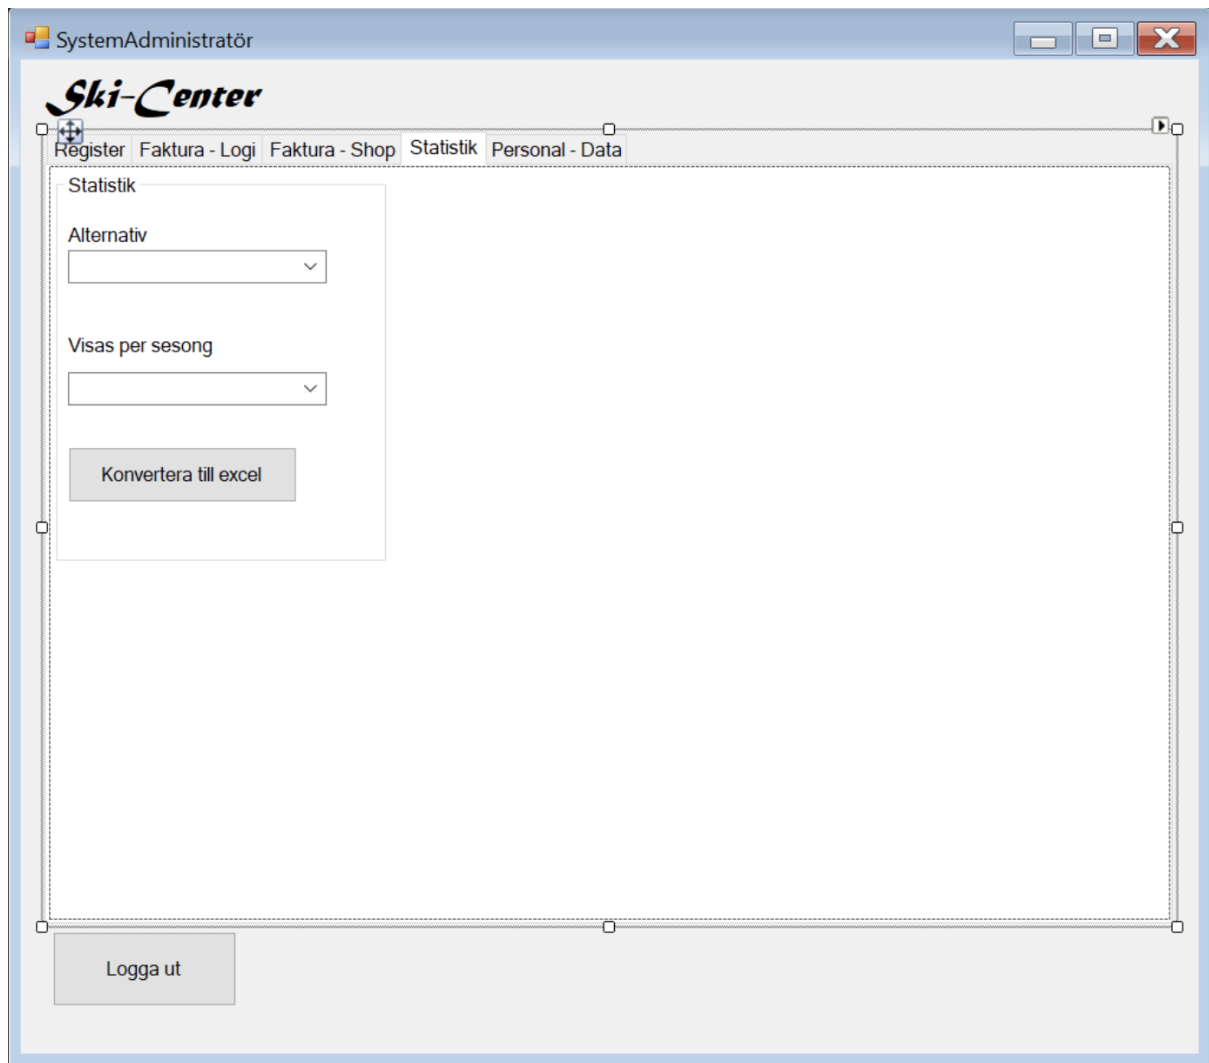 SystemAdministratör
Ski-Center
Register Faktura - Logi Faktura - Shop Statistik Personal - Data
Statistik
Alternativ
Visas per sesong
Konvertera till excel
Logga ut